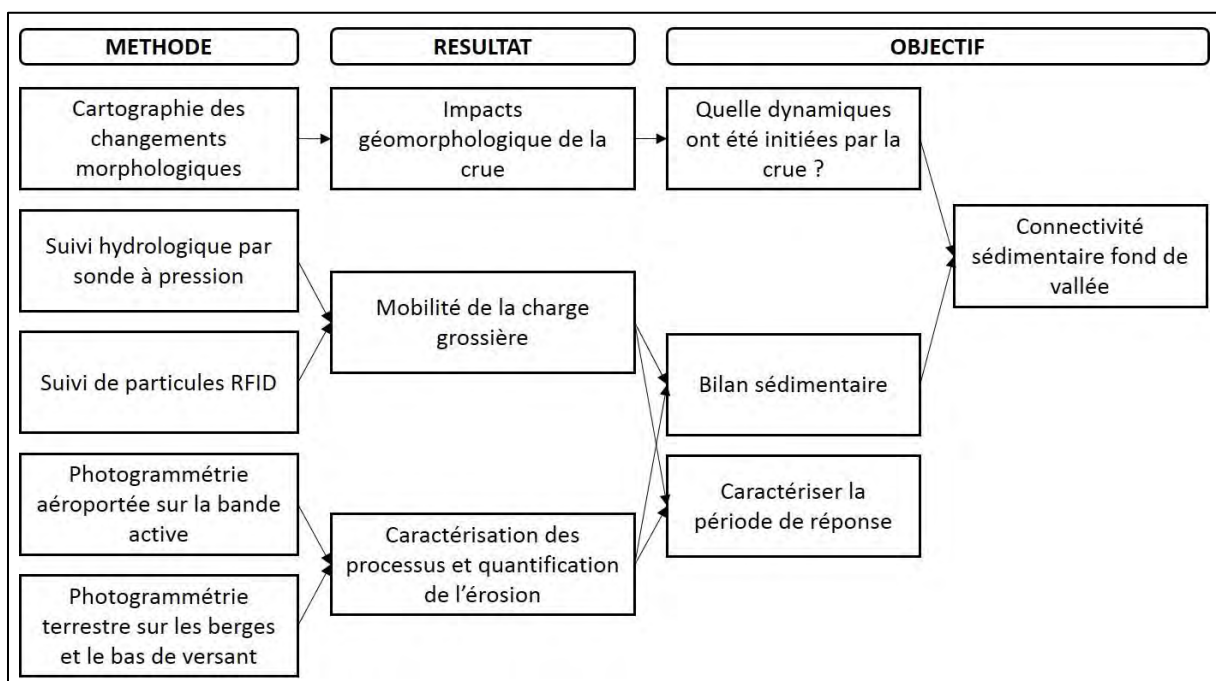 METHODE
RESULTAT
OBJECTIF
Cartographie des
changements
morphologiques
Impacts
géomorphologique de la
crue
Quelle dynamiques
ont été initiées par la
crue ?
Suivi hydrologique par
sonde à pression
Suivi de particules RFID
Mobilité de la charge
grossière
Connectivité
sédimentaire fond de
vallée
Bilan sédimentaire
Photogrammétrie
aéroportée sur la bande
active
Photogrammétrie
terrestre sur les berges
et le bas de versant
Caractérisation des
processus et quantification
de l'érosion
Caractériser la
période de réponse